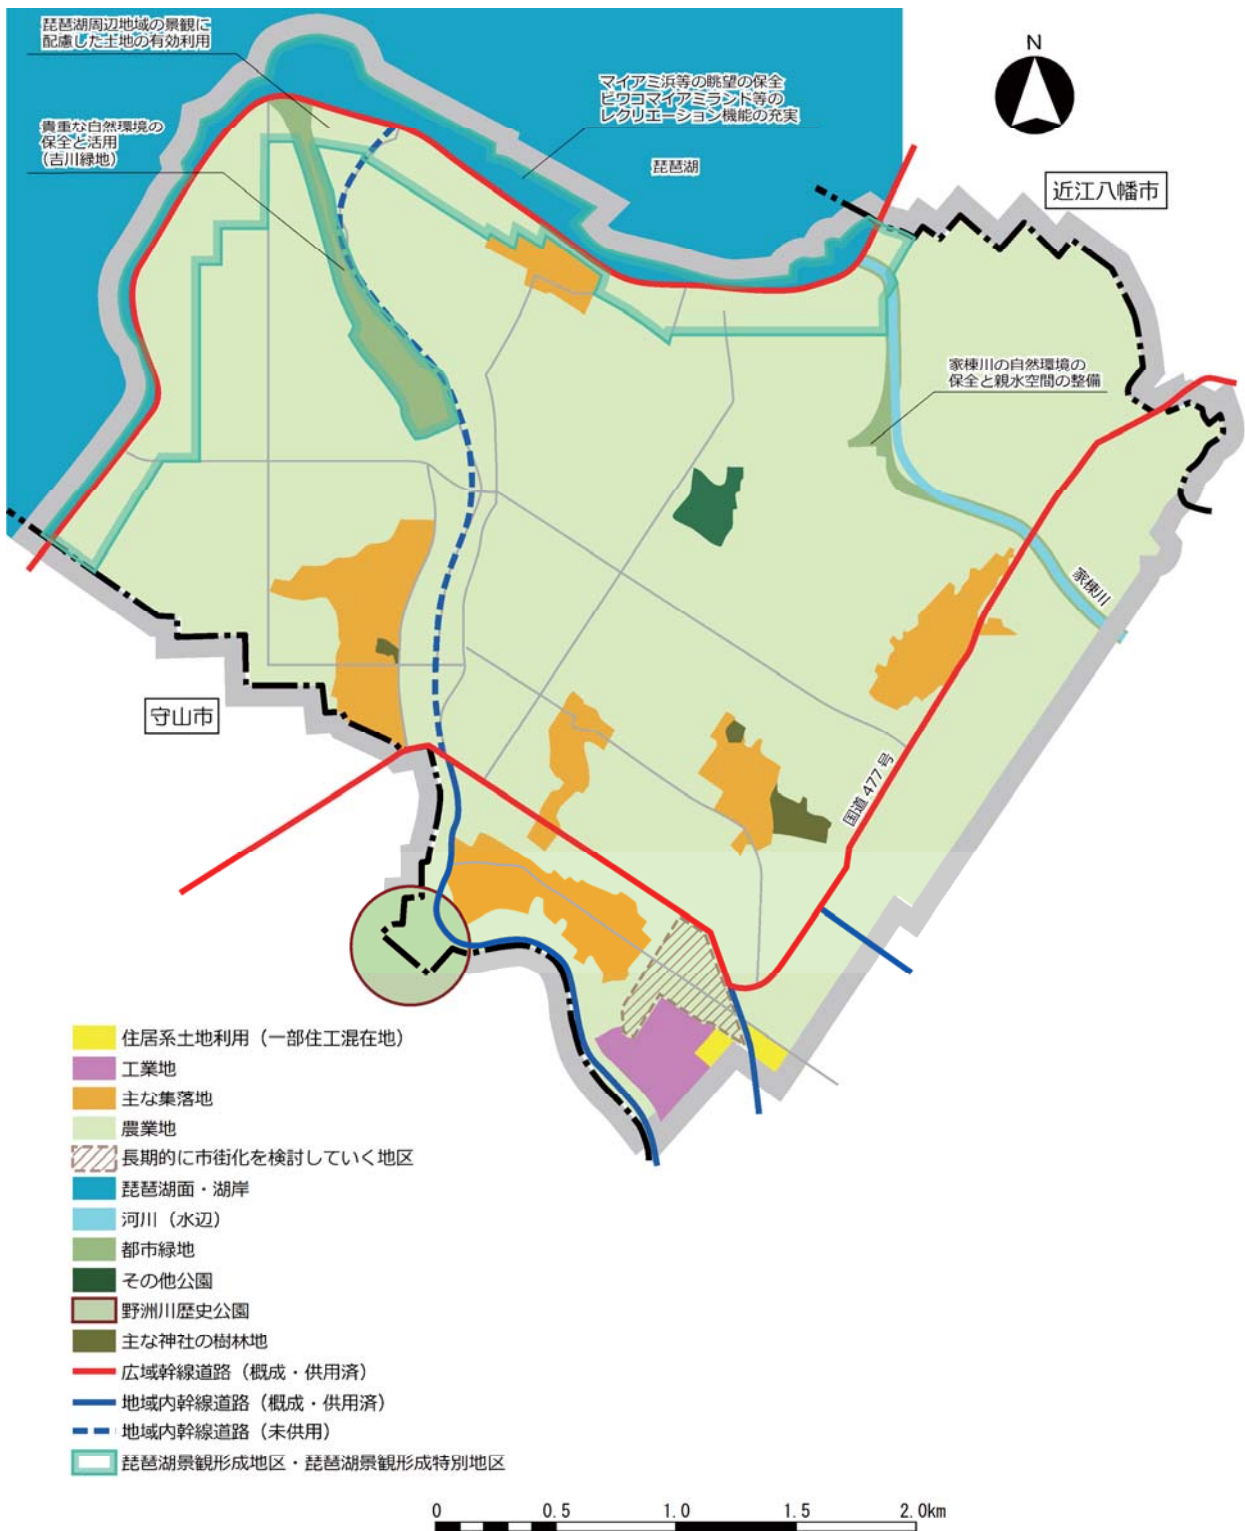 琵琶湖周辺地域の景観に
配慮した土地の有効利用
貴重な自然環境の
保全と活用
（吉川緑地）
マイアミ浜等の眺望の保全
ビワコマイアミランド等の
レクリエーション機能の充実
琵琶湖
N
近江八幡市
家棟川の自然環境の
保全と親水空間の整備
家棟川
守山市
国道477号
住居系土地利用（一部住工混在地）
工業地
主な集落地
農業地
長期的に市街化を検討していく地区
琵琶湖面・湖岸
河川（水辺）
都市緑地
その他公園
野洲川歴史公園
主な神社の樹林地
広域幹線道路（概成・供用済）
地域内幹線道路（概成・供用済）
地域内幹線道路（未供用）
琵琶湖景観形成地区・琵琶湖景観形成特別地区
0 0.5 1.0 1.5 2.0km